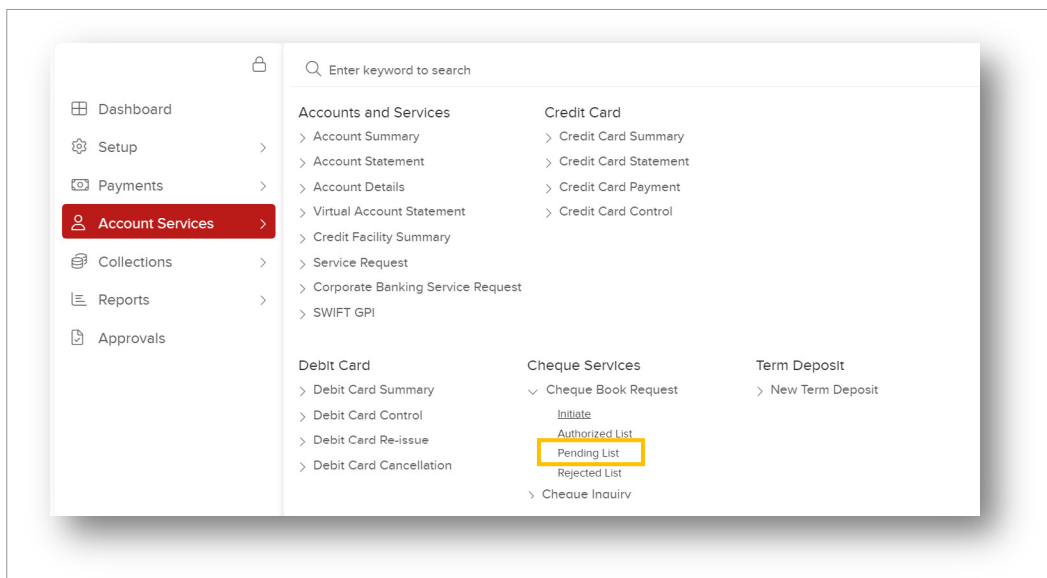 Enter keyword to search
Dashboard
Setup
Payments
Account Services
Collections
Reports
Approvals
Accounts and Services
Account Summary
Account Statement
Account Details
Virtual Account Statement
Credit Facility Summary
Service Request
Corporate Banking Service Request
SWIFT GPI
Credit Card
Credit Card Summary
Credit Card Statement
Credit Card Payment
Credit Card Control
Debit Card
Debit Card Summary
Debit Card Control
Debit Card Re-issue
Debit Card Cancellation
Cheque Services
Cheque Book Request
Initiate
Authorized List
Pending List
Rejected List
Cheque Inquiry
Term Deposit
New Term Deposit